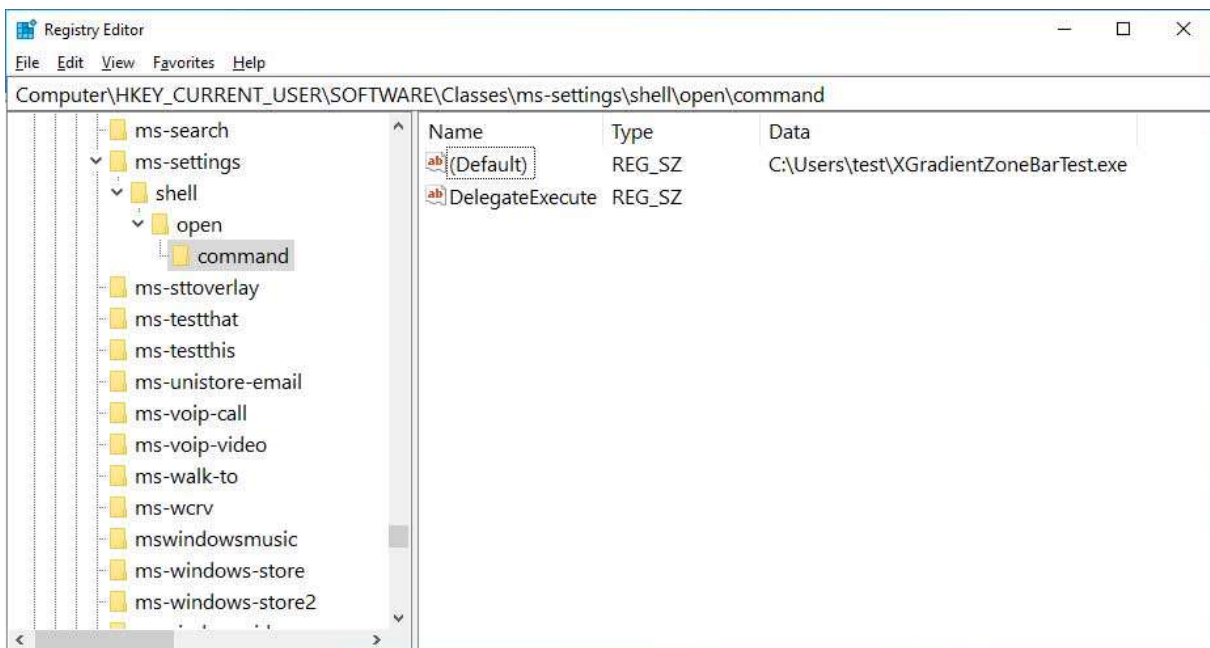 Registry Editor
File Edit View Favorites Help
Computer\HKEY_CURRENT_USER\SOFTWARE\Classes\ms-settings\shell\open\command
ms-search
ms-settings
shell
open
command
ms-sttoverlay
ms-testthat
ms-testthis
ms-unistore-email
ms-voip-call
ms-voip-video
ms-walk-to
ms-wcrv
mswindowsmusic
ms-windows-store
ms-windows-store2
Name Type Data
(Default) REG_SZ C:\Users\test\XGradientZoneBarTest.exe
DelegateExecute REG_SZ